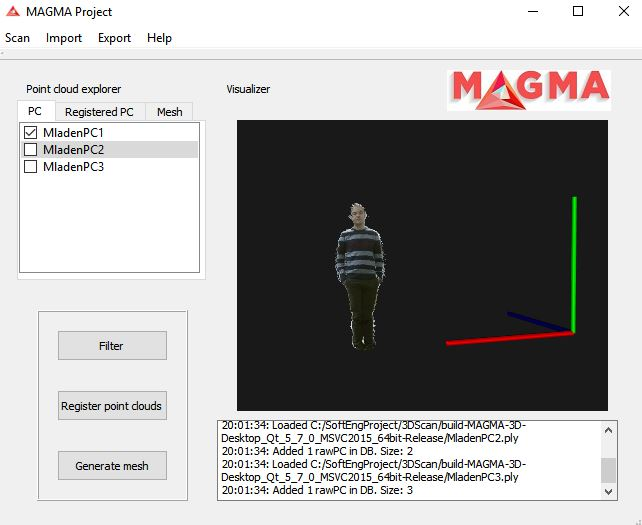 MAGMA Project
Scan Import Export Help
Point cloud explorer
Visualizer
MAGMA
PC Registered PC Mesh
MladenPC1
MladenPC2
MladenPC3
Filter
Register point clouds
Generate mesh
20:01:34: Loaded C:/SoftEngProject/3DScan/build-MAGMA-3D-
Desktop_Qt_5_7_0_MSVC2015_64bit-Release/MladenPC2.ply
20:01:34: Added 1 rawPC in DB. Size: 2
20:01:34: Loaded C:/SoftEngProject/3DScan/build-MAGMA-3D-
Desktop_Qt_5_7_0_MSVC2015_64bit-Release/MladenPC3.ply
20:01:34: Added 1 rawPC in DB. Size: 3